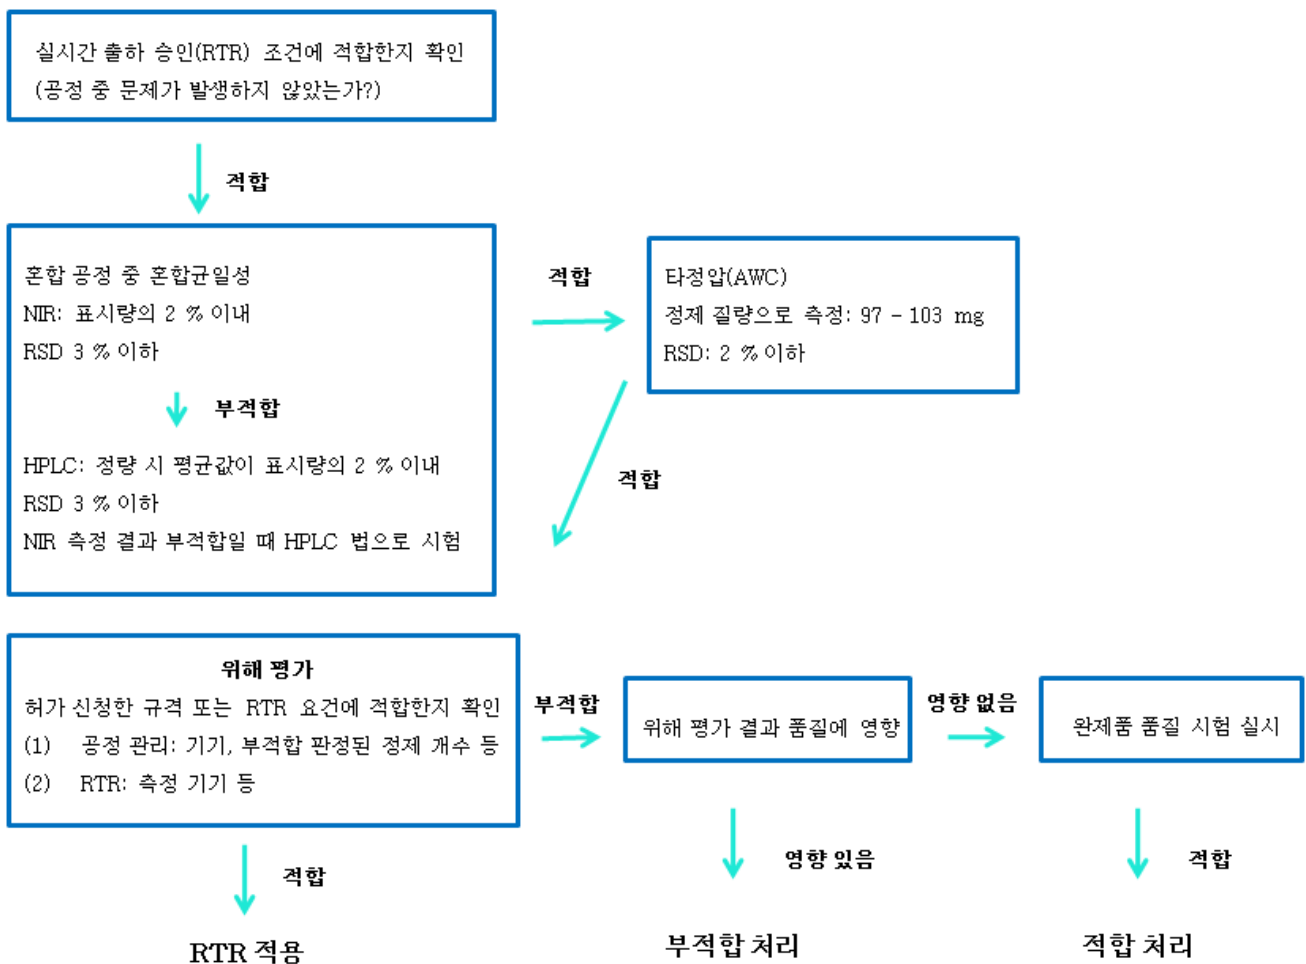 실시간 출하 승인(RTR) 조건에 적합한지 확인
(공정 중 문제가 발생하지 않았는가?)
적합
혼합 공정 중 혼합균일성
NIR: 표시량의 2 % 이내
RSD 3 % 이하
부적합
HPLC: 정량 시 평균값이 표시량의 2 % 이내
RSD 3 % 이하
NIR 측정 결과 부적합일 때 HPLC 법으로 시험
적합
타정압(AWC)
정제 질량으로 측정: 97 - 103 mg
RSD: 2 % 이하
적합
위해 평가
허가 신청한 규격 또는 RTR 요건에 적합한지 확인
(1) 공정 관리: 기기, 부적합 판정된 정제 개수 등
(2) RTR: 측정 기기 등
부적합
위해 평가 결과 품질에 영향
영향 없음
완제품 품질 시험 실시
적합
영향 있음
적합
RTR 적용
부적합 처리
적합 처리